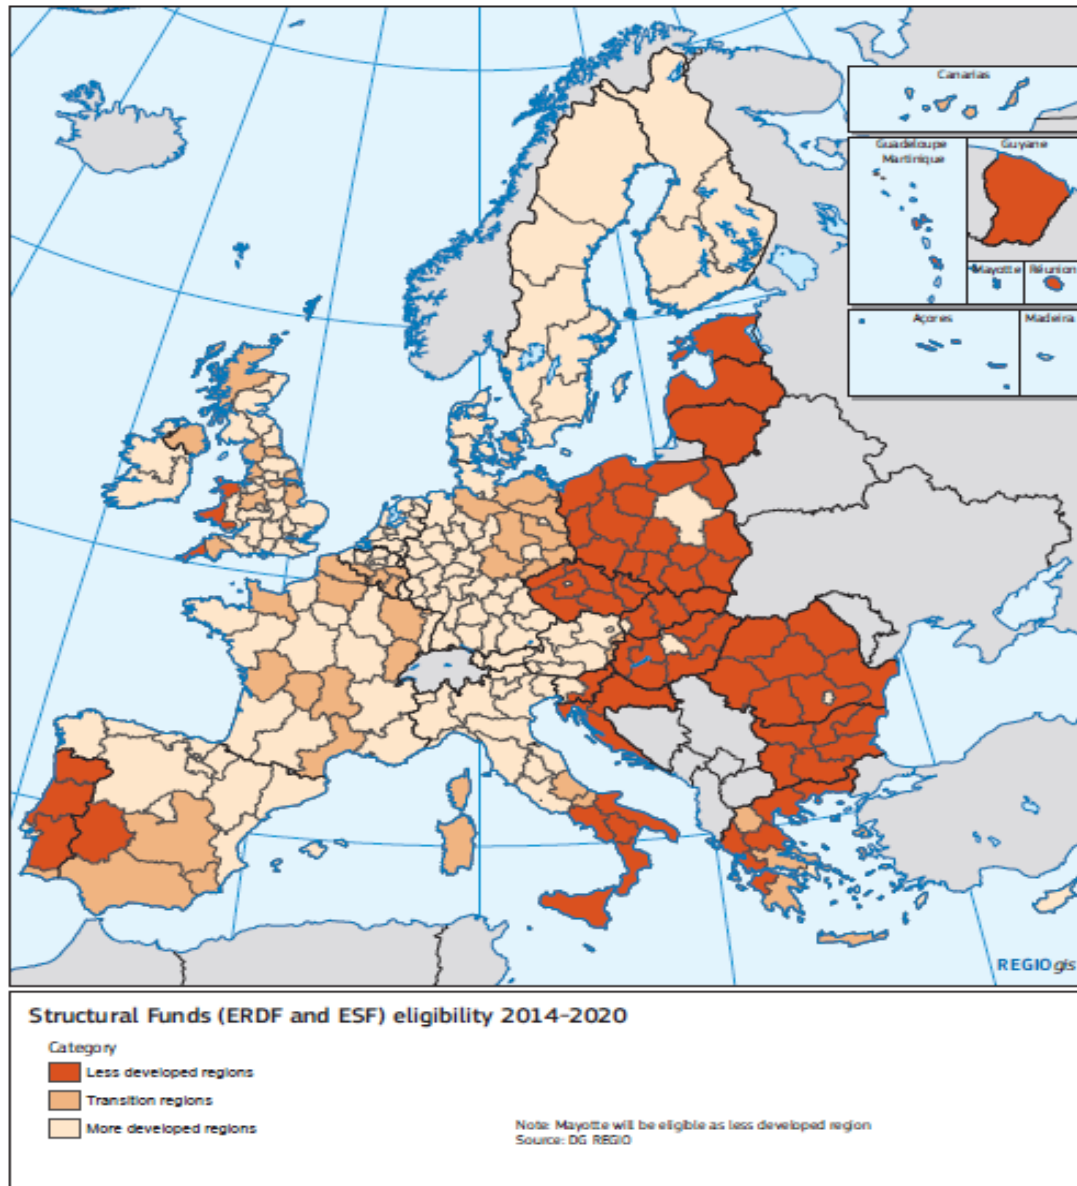 Canarias
Guadeloupe
Martinique
Guyane
Mayotte
Réunion
Açores
Madeira
REGIOgis
Structural Funds (ERDF and ESF) eligibility 2014-2020
Category
Less developed regions
Transition regions
More developed regions
Note: Mayotte will be eligible as less developed region
Source: DG REGIO